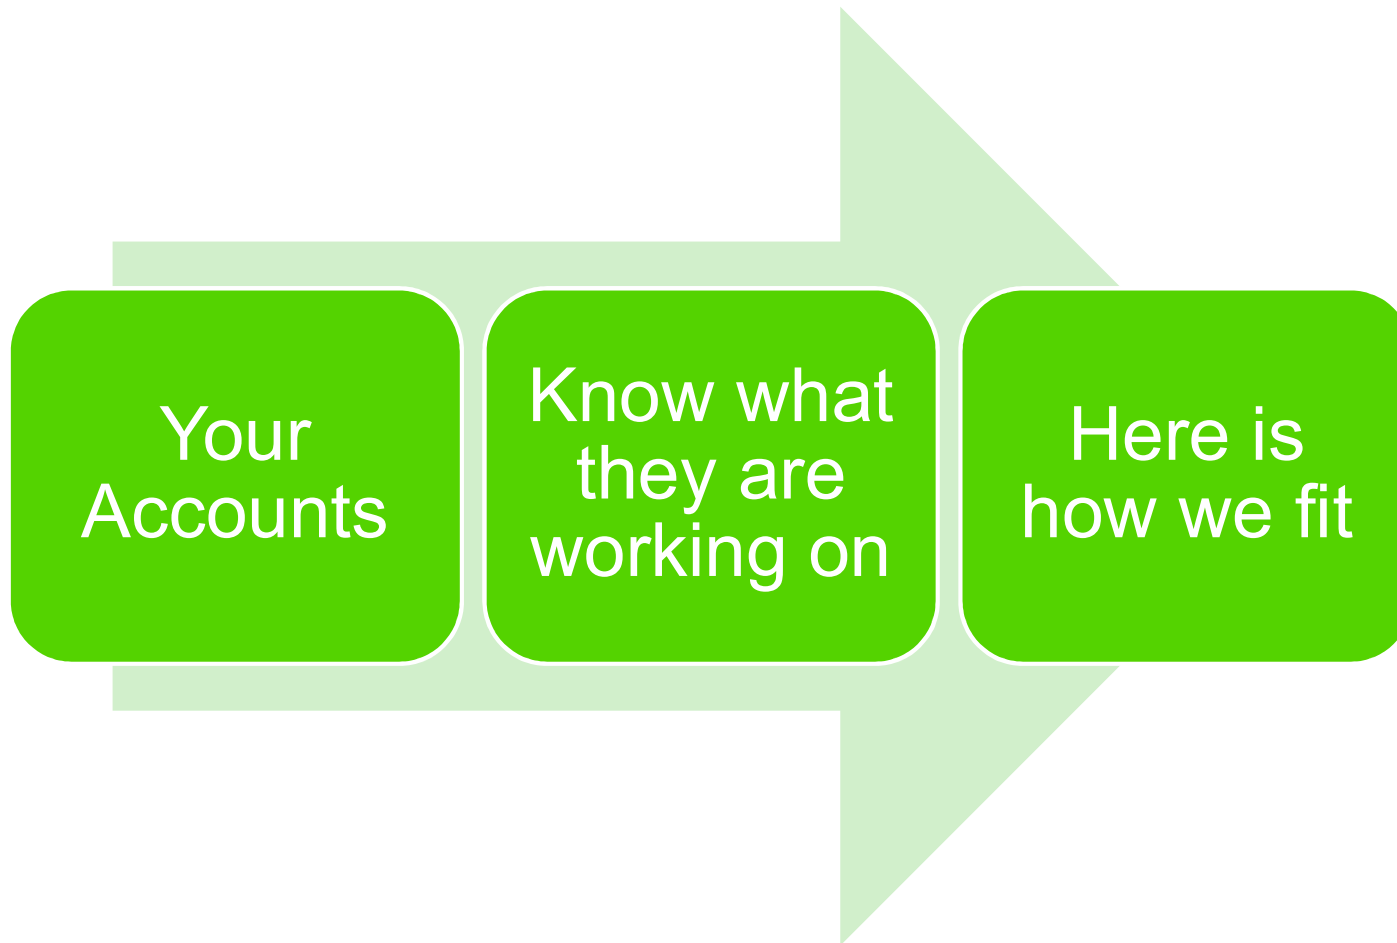 Your
Accounts
Know what
they are
working on
Here is
how we fit